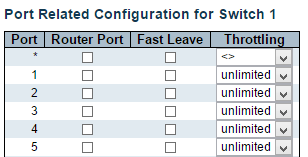 Port Related Configuration for Switch 1
Port Router Port Fast Leave Throttling
* <>
1 unlimited
2 unlimited
3 unlimited
4 unlimited
5 unlimited